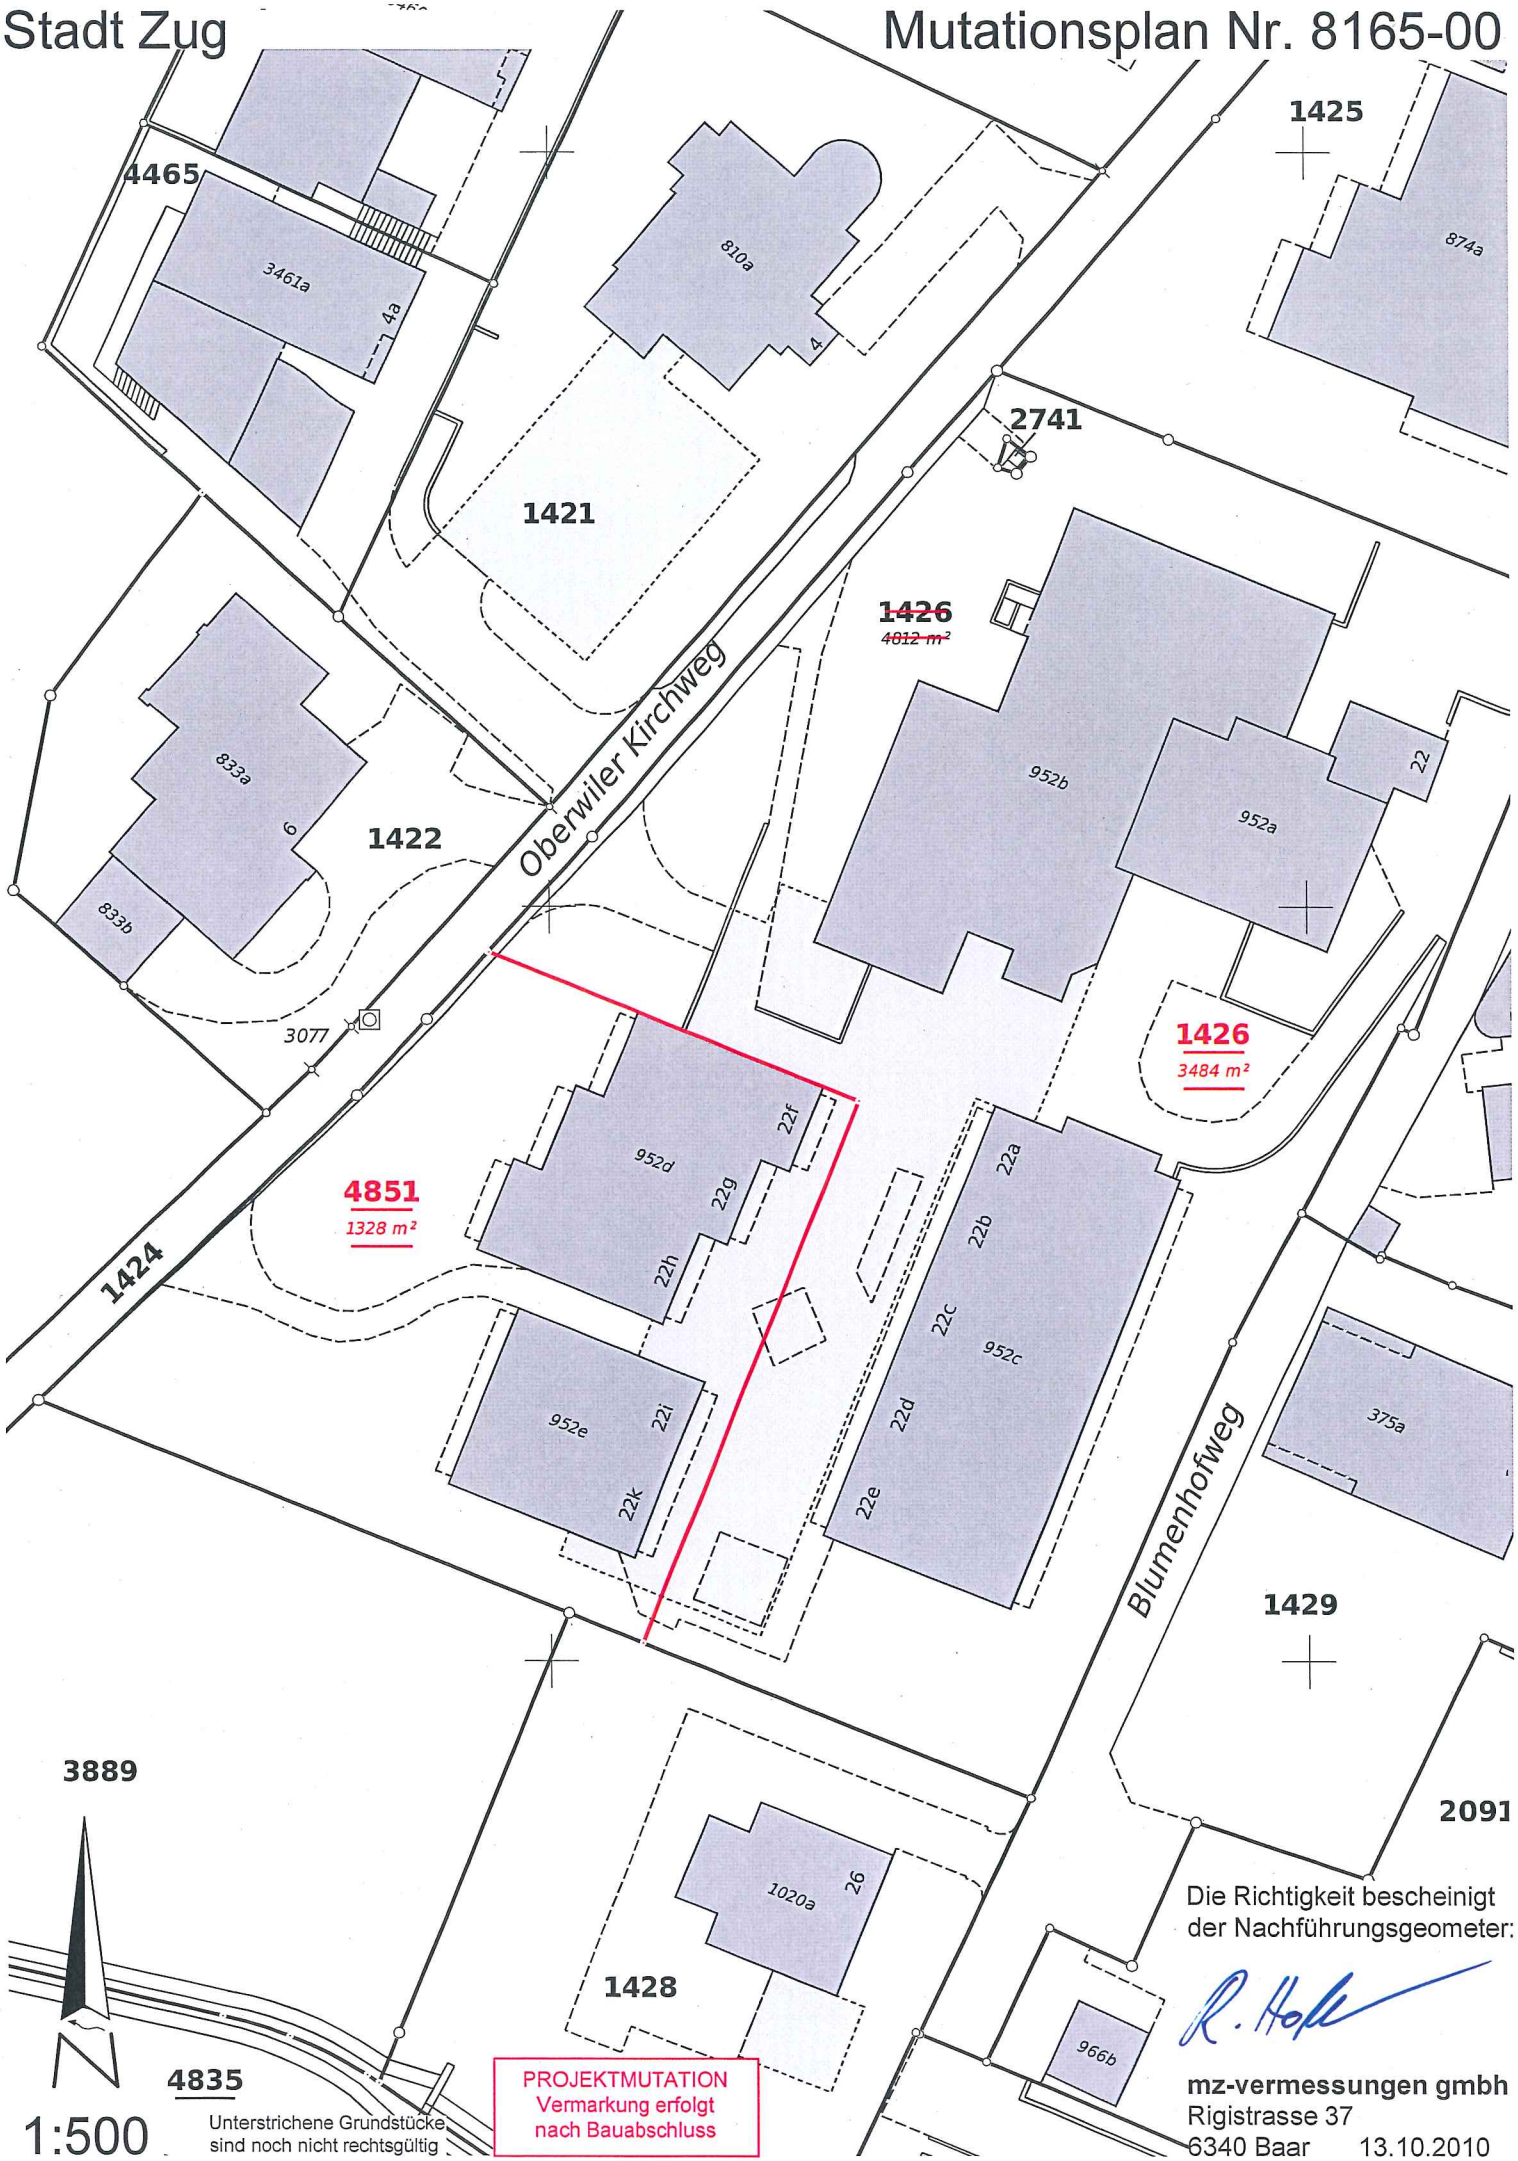 Stadt Zug
Mutationsplan Nr. 8165-00
1425
4465
810a
874a
3461a
4a
4
2741
1421
1426
4812 m²
Oberwiler Kirchweg
22
833a
952b
952a
6
1422
833b
3077
1426
3484 m²
22f
952d
22a
4851
1328 m²
22g
22b
22h
1424
22c
952c
952e
22i
22d
375a
22k
22e
Blumenhofweg
1429
3889
2091
1020a
26
Die Richtigkeit bescheinigt
der Nachführungsgeometer:
1428
966b
4835
PROJEKTMUTATION
Vermarkung erfolgt
nach Bauabschluss
mz-vermessungen gmbh
Rigistrasse 37
6340 Baar 13.10.2010
1:500
Unterstrichene Grundstücke
sind noch nicht rechtsgültig